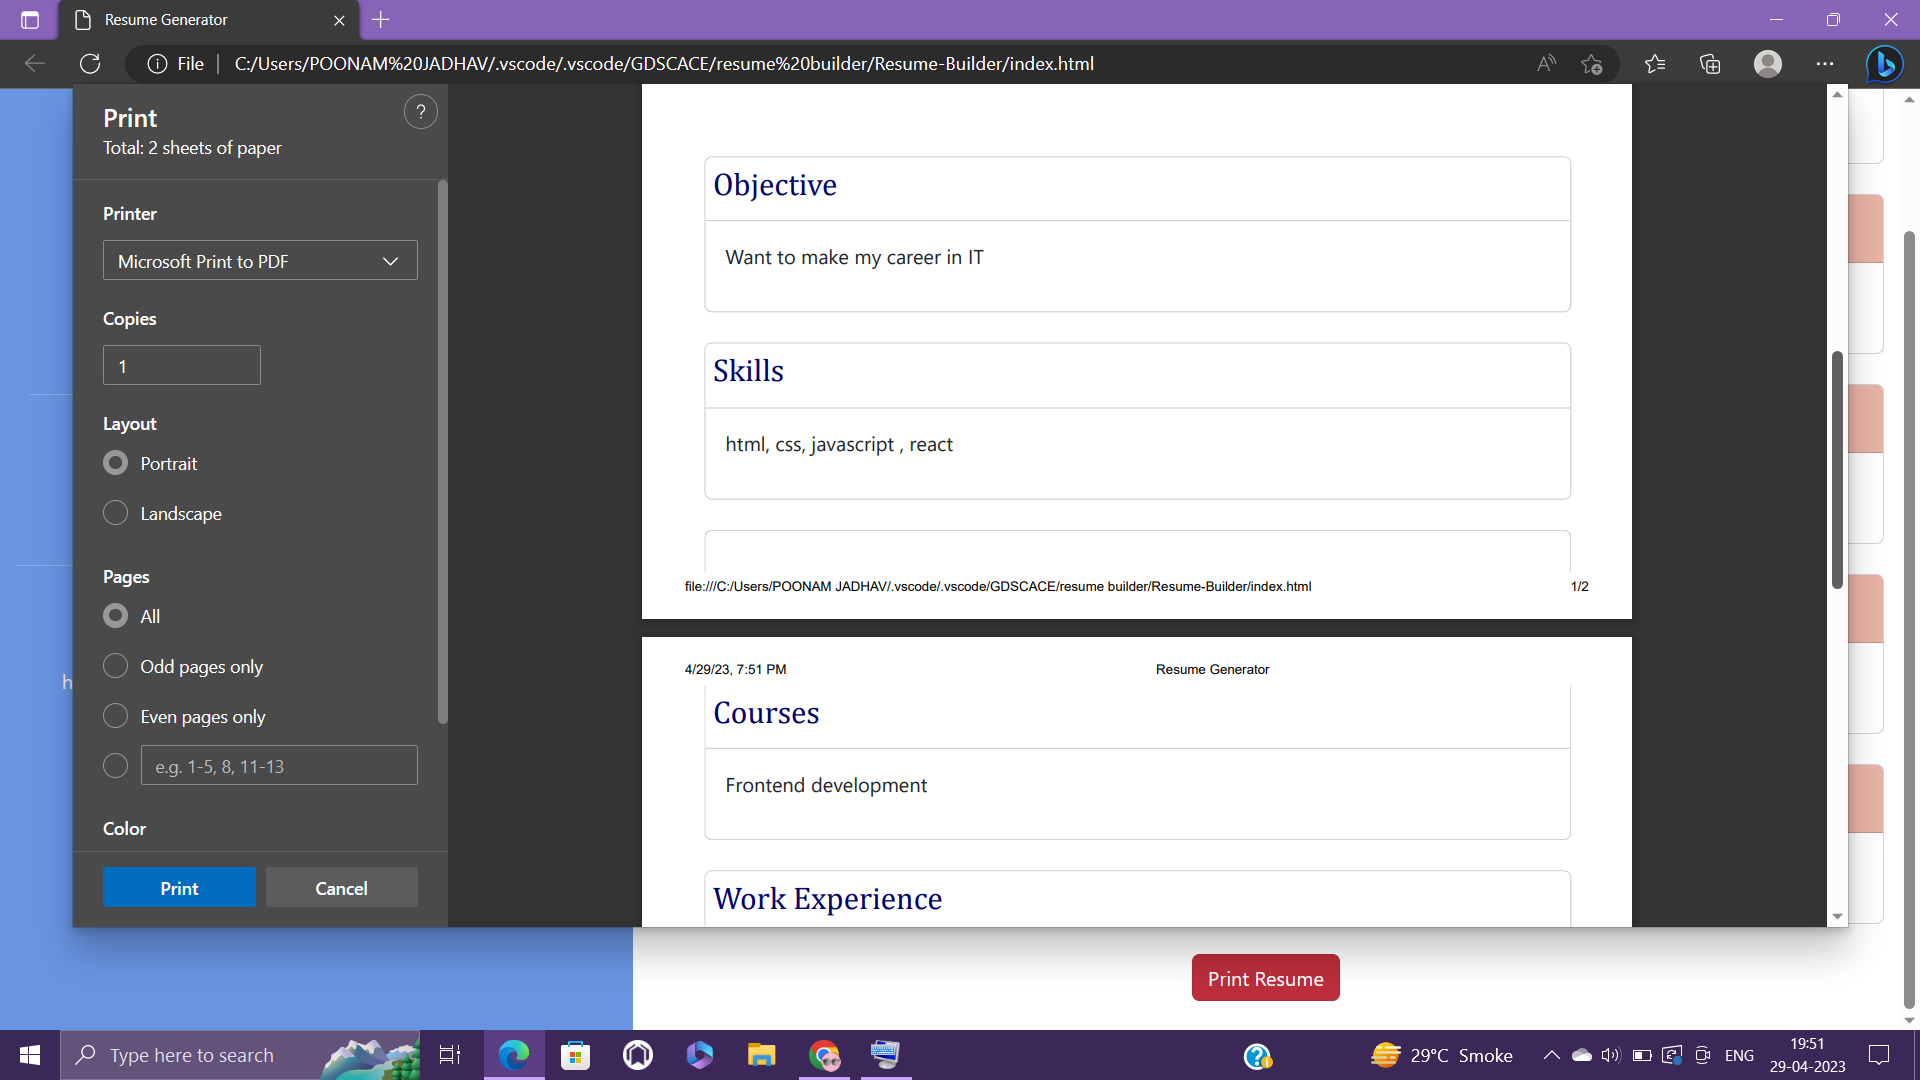 Resume Generator
File
C:/Users/POONAM%20JADHAV/.vscode/.vscode/GDSCACE/resume%20builder/Resume-Builder/index.html
Print
Total: 2 sheets of paper
?
Printer
Microsoft Print to PDF
Copies
1
Layout
Portrait
Landscape
Pages
All
Odd pages only
Even pages only
e.g. 1-5, 8, 11-13
Color
Print
Cancel
h
Objective
Want to make my career in IT
Skills
html, css, javascript , react
file:///C:/Users/POONAM JADHAV/.vscode/.vscode/GDSCACE/resume builder/Resume-Builder/index.html
1/2
4/29/23, 7:51 PM
Resume Generator
Courses
Frontend development
Work Experience
Print Resume
Type here to search
29°C Smoke
ENG
19:51
29-04-2023